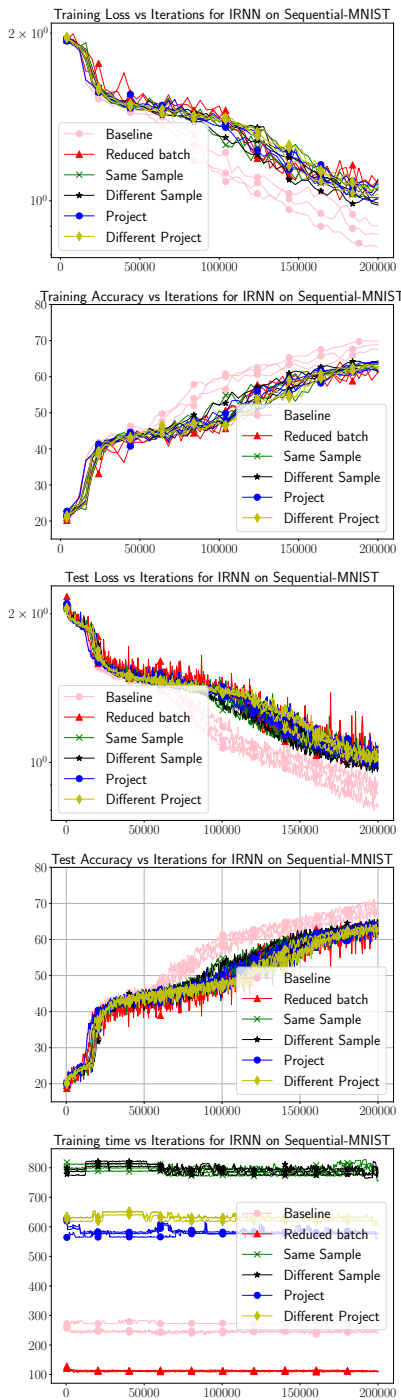 Training Loss vs Iterations for IRNN on Sequential-MNIST
2 × 10⁰
10⁰
Baseline
Reduced batch
Same Sample
Different Sample
Project
Different Project
0 50000 100000 150000 200000
Training Accuracy vs Iterations for IRNN on Sequential-MNIST
80
70
60
50
40
30
20
Baseline
Reduced batch
Same Sample
Different Sample
Project
Different Project
0 50000 100000 150000 200000
Test Loss vs Iterations for IRNN on Sequential-MNIST
2 × 10⁰
10⁰
Baseline
Reduced batch
Same Sample
Different Sample
Project
Different Project
0 50000 100000 150000 200000
Test Accuracy vs Iterations for IRNN on Sequential-MNIST
80
70
60
50
40
30
20
Baseline
Reduced batch
Same Sample
Different Sample
Project
Different Project
0 50000 100000 150000 200000
Training time vs Iterations for IRNN on Sequential-MNIST
800
700
600
500
400
300
200
100
Baseline
Reduced batch
Same Sample
Different Sample
Project
Different Project
0 50000 100000 150000 200000